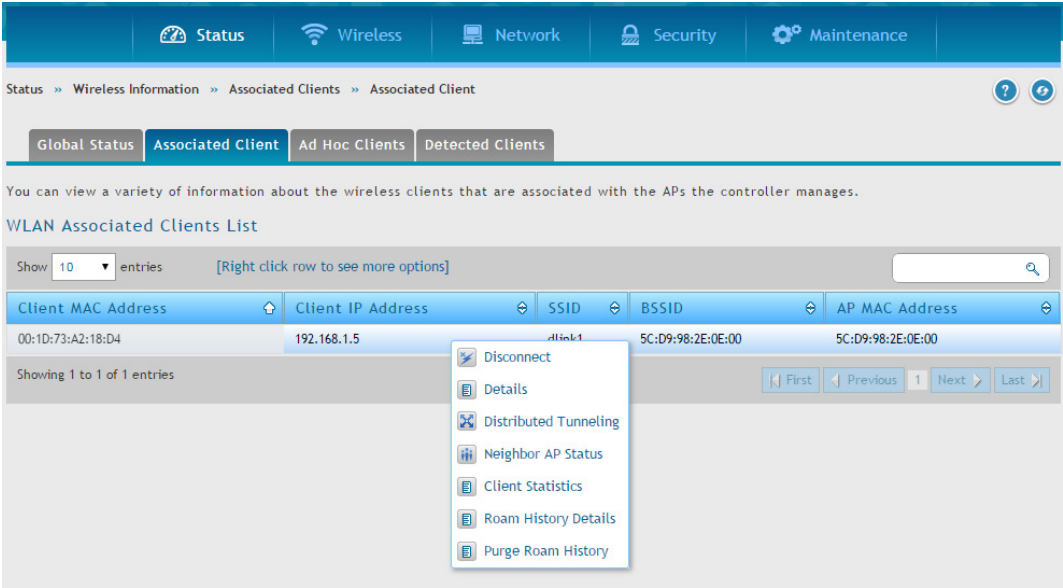 Status Wireless Network Security Maintenance
Status » Wireless Information » Associated Clients » Associated Client
Global Status Associated Client Ad Hoc Clients Detected Clients
You can view a variety of information about the wireless clients that are associated with the APs the controller manages.
WLAN Associated Clients List
Show 10 entries [Right click row to see more options]
Client MAC Address Client IP Address SSID BSSID AP MAC Address
00:1D:73:A2:18:D4 192.168.1.5 dlink1 5C:D9:98:2E:0E:00 5C:D9:98:2E:0E:00
Showing 1 to 1 of 1 entries First Previous 1 Next Last
Disconnect
Details
Distributed Tunneling
Neighbor AP Status
Client Statistics
Roam History Details
Purge Roam History